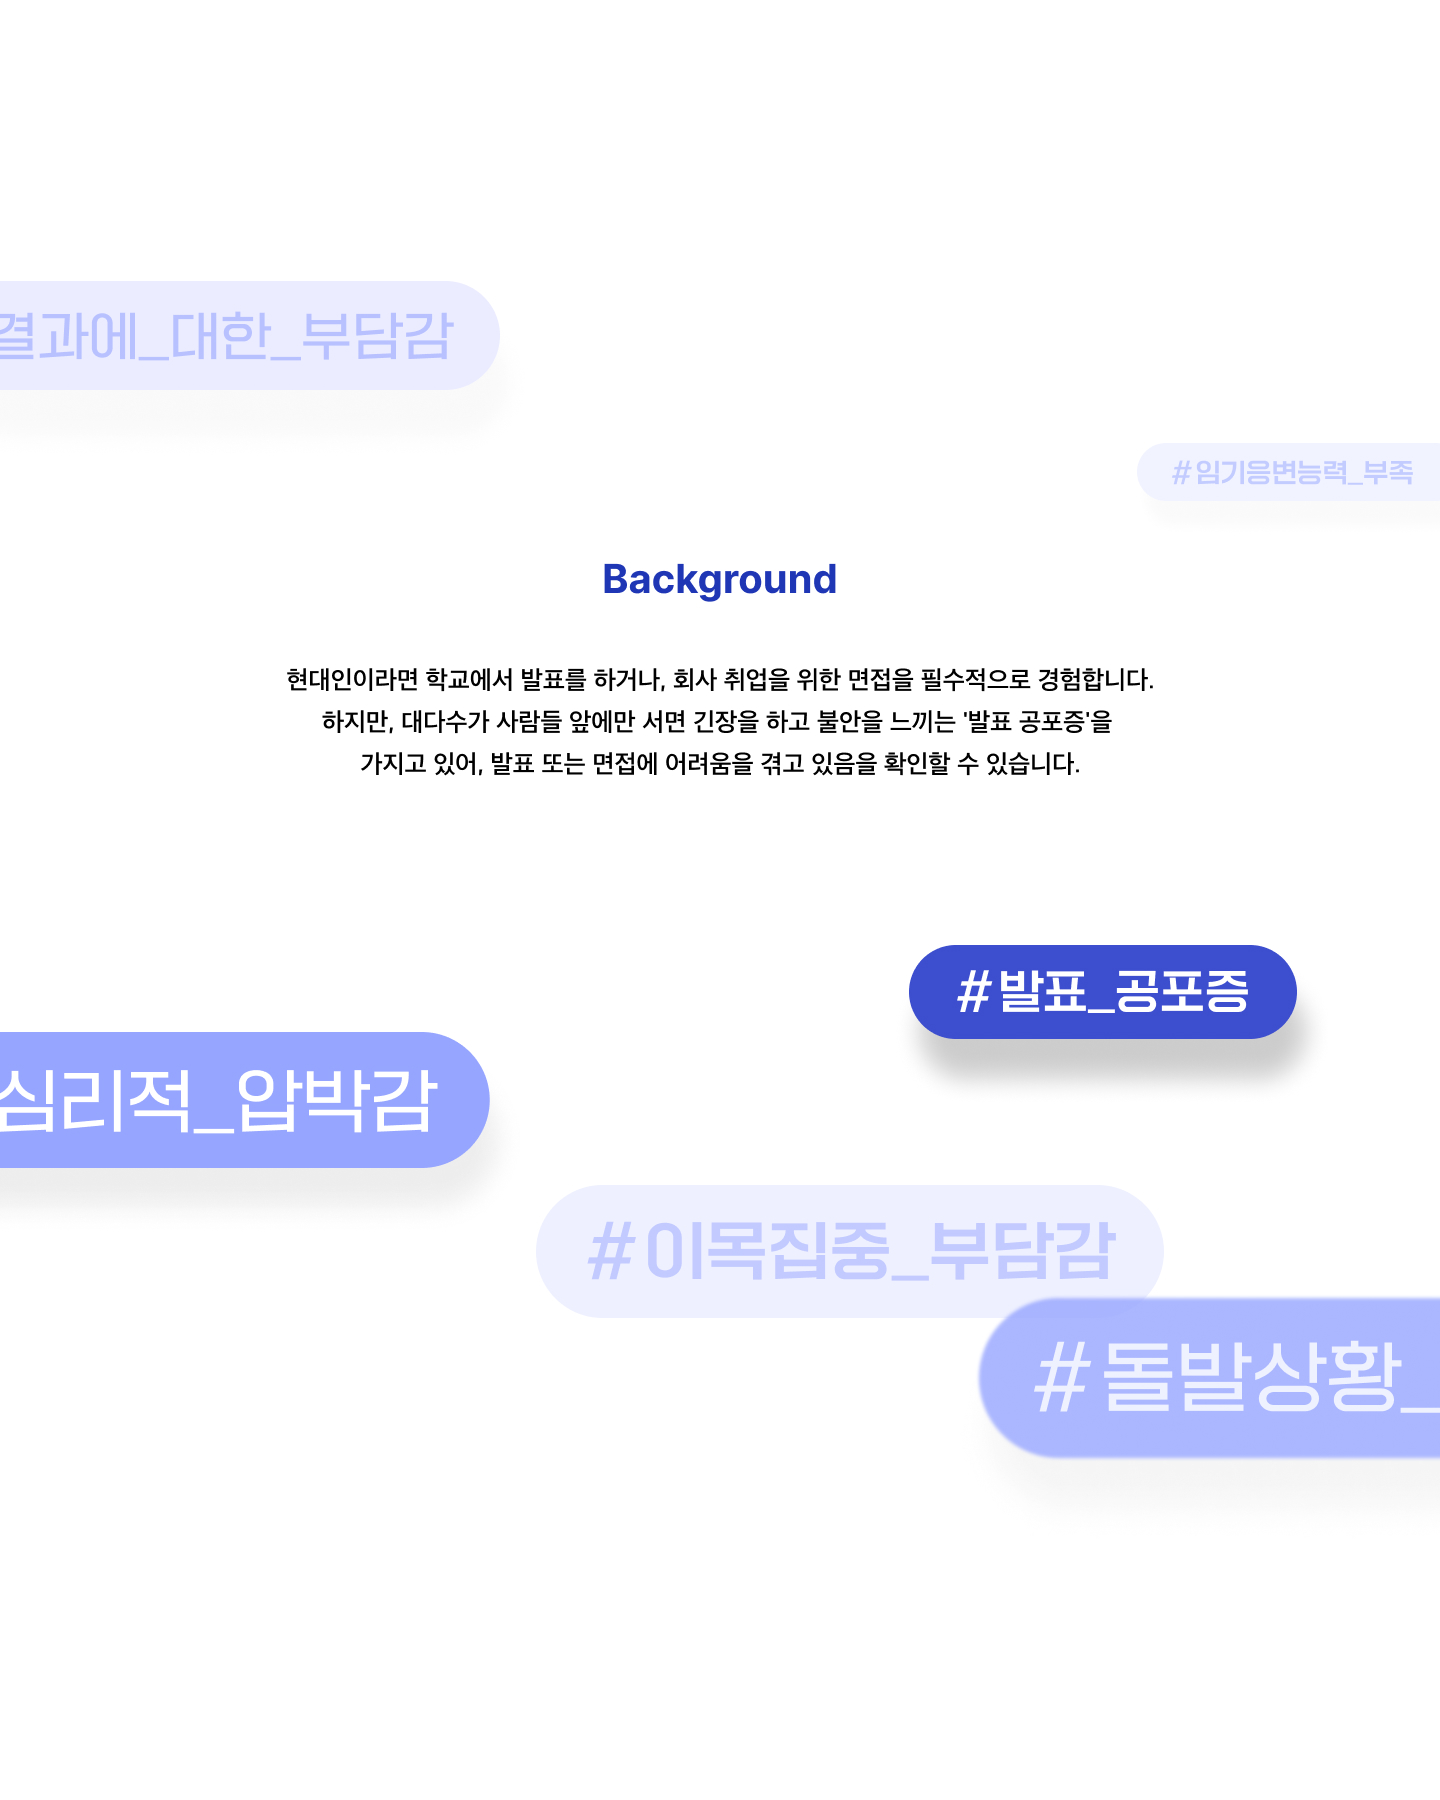 결과에_대한_부담감
#임기응변능력_부족
Background
현대인이라면 학교에서 발표를 하거나, 회사 취업을 위한 면접을 필수적으로 경험합니다.
하지만, 대다수가 사람들 앞에만 서면 긴장을 하고 불안을 느끼는 '발표 공포증'을
가지고 있어, 발표 또는 면접에 어려움을 겪고 있음을 확인할 수 있습니다.
#발표_공포증
심리적_압박감
#이목집중_부담감
#돌발상황_